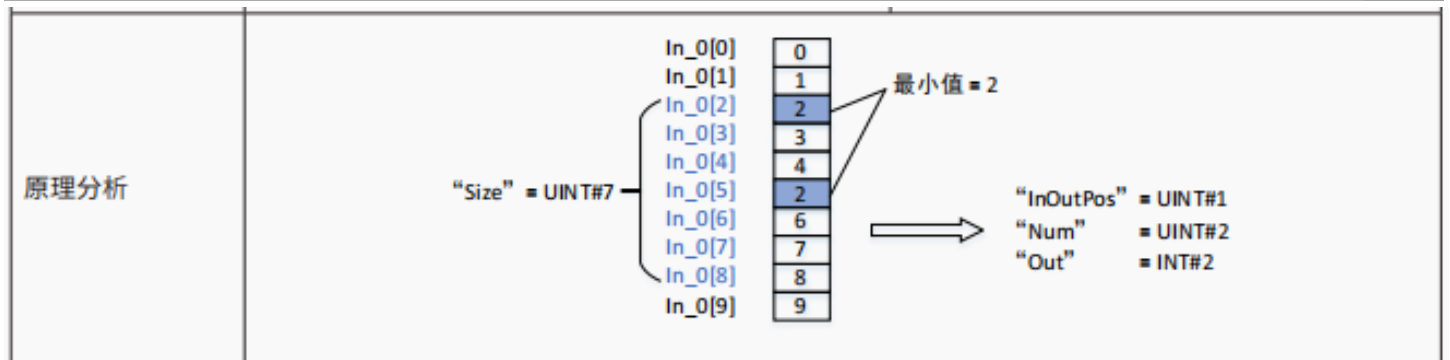 原理分析
"Size" = UINT#7
In_0[0] 0
In_0[1] 1
In_0[2] 2
In_0[3] 3
In_0[4] 4
In_0[5] 2
In_0[6] 6
In_0[7] 7
In_0[8] 8
In_0[9] 9
最小值 = 2
“InOutPos” = UINT#1
“Num” = UINT#2
“Out” = INT#2